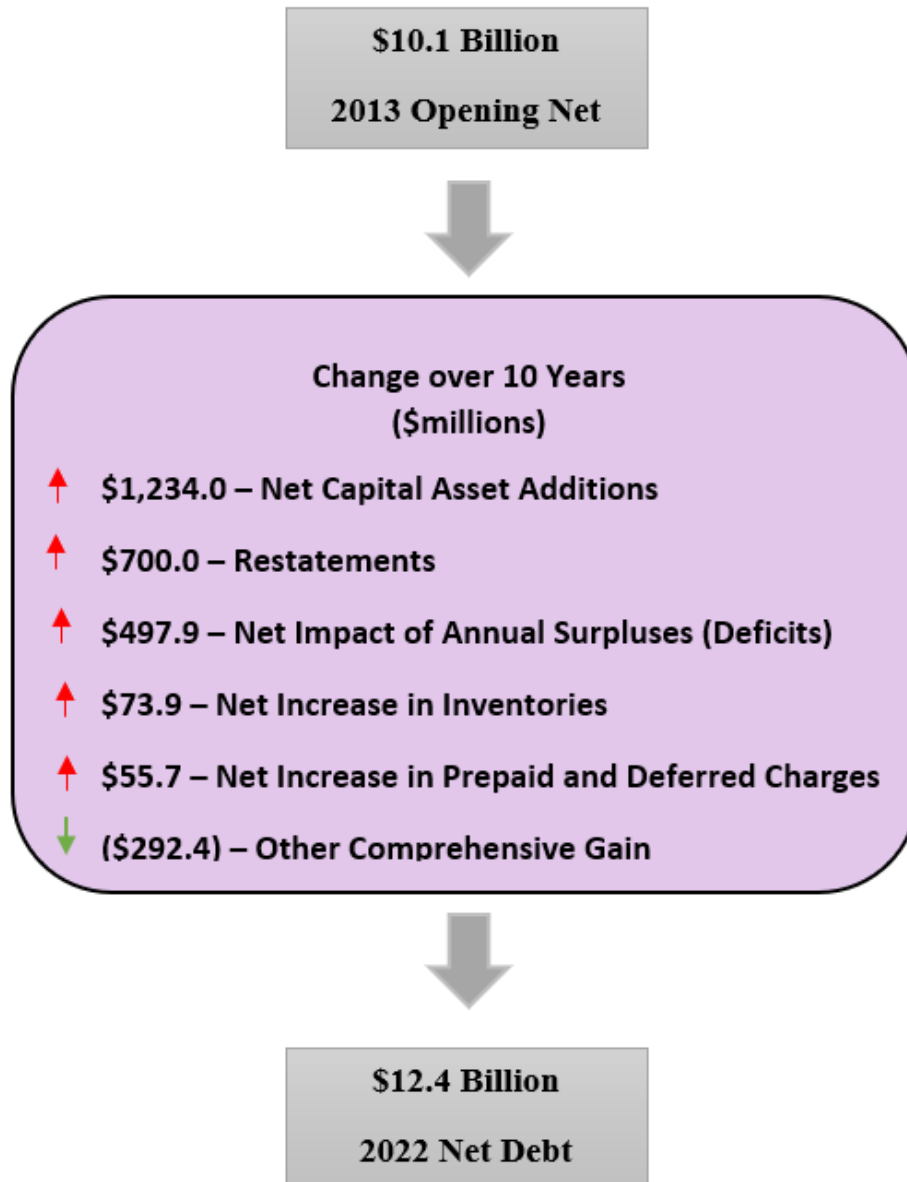 $10.1 Billion
2013 Opening Net
Change over 10 Years
($millions)
$1,234.0 – Net Capital Asset Additions
$700.0 – Restatements
$497.9 – Net Impact of Annual Surpluses (Deficits)
$73.9 – Net Increase in Inventories
$55.7 – Net Increase in Prepaid and Deferred Charges
($292.4) – Other Comprehensive Gain
$12.4 Billion
2022 Net Debt